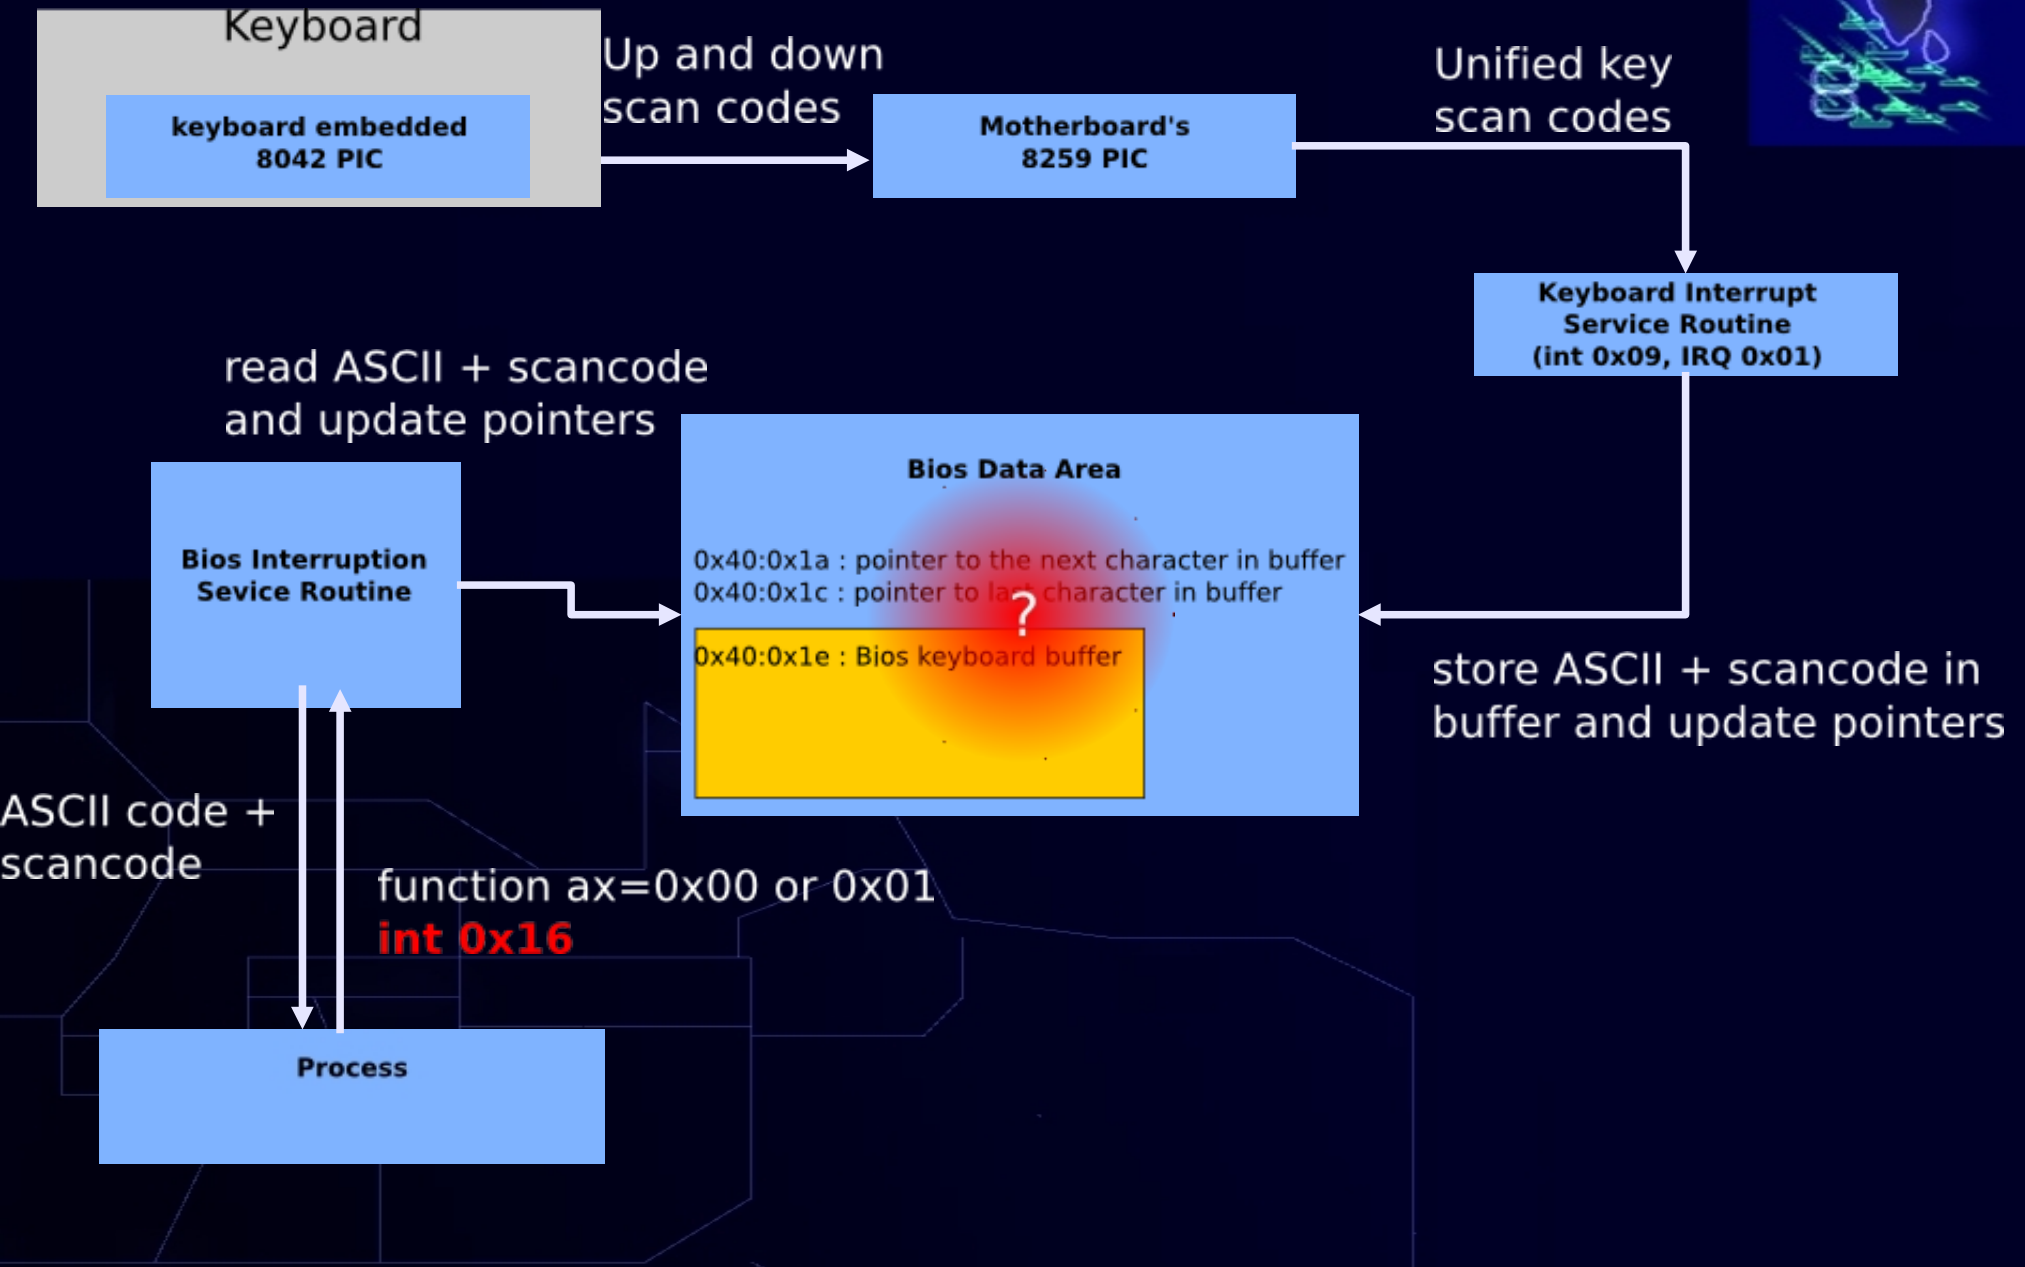 Keyboard
keyboard embedded
8042 PIC
Up and down
scan codes
Motherboard's
8259 PIC
Unified key
scan codes
Keyboard Interrupt
Service Routine
(int 0x09, IRQ 0x01)
read ASCII + scancode
and update pointers
Bios Data Area
0x40:0x1a : pointer to the next character in buffer
0x40:0x1c : pointer to last character in buffer
?
0x40:0x1e : Bios keyboard buffer
Bios Interruption
Sevice Routine
store ASCII + scancode in
buffer and update pointers
ASCII code +
scancode
function ax=0x00 or 0x01
int 0x16
Process